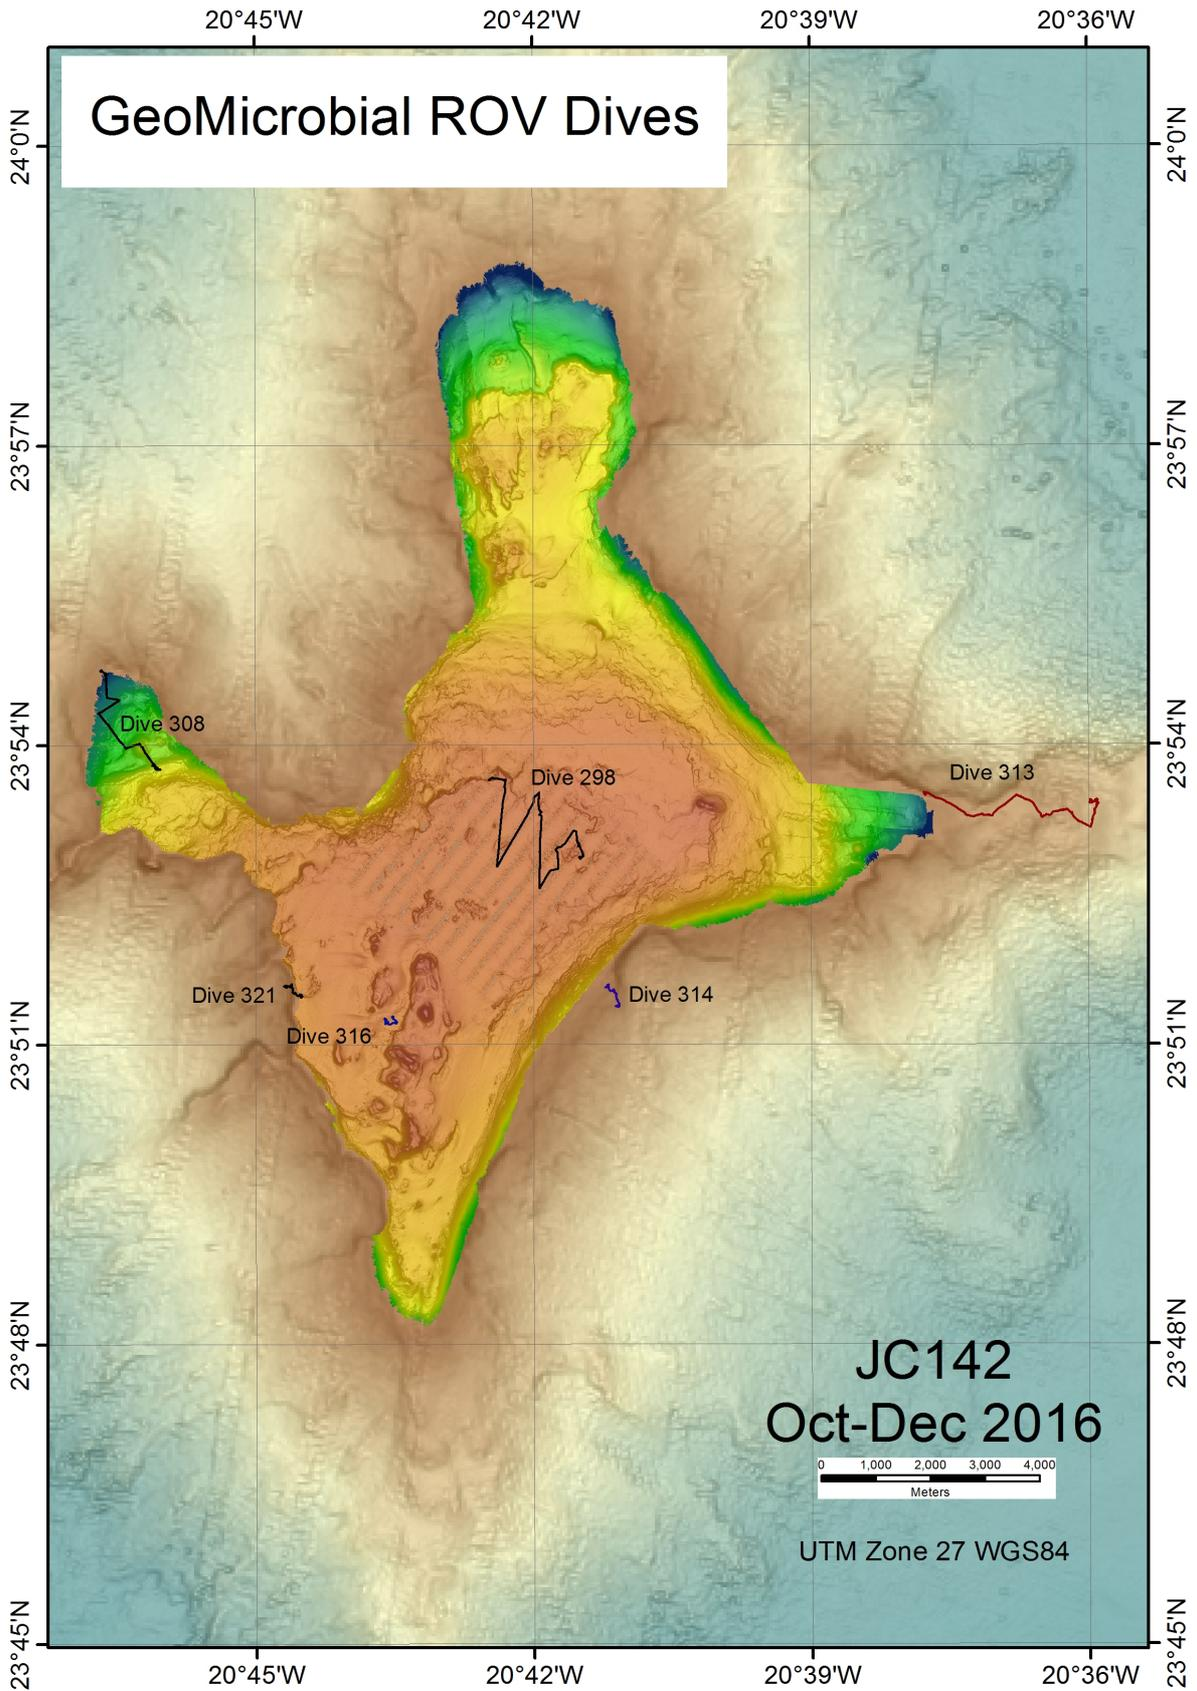 20°45'W 20°42'W 20°39'W 20°36'W
GeoMicrobial ROV Dives
24°0'N 24°0'N
23°57'N 23°57'N
Dive 308
23°54'N 23°54'N
Dive 313
Dive 298
Dive 321
Dive 314
Dive 316
23°51'N 23°51'N
23°48'N 23°48'N
JC142
Oct-Dec 2016
0 1,000 2,000 3,000 4,000
Meters
UTM Zone 27 WGS84
23°45'N 23°45'N
20°45'W 20°42'W 20°39'W 20°36'W